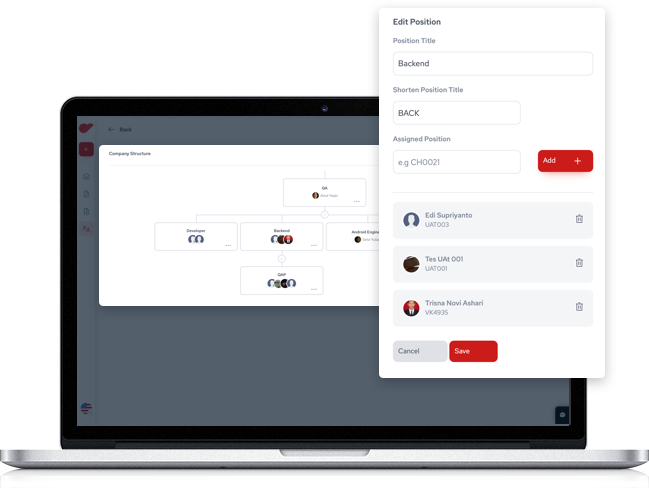 Edit Position
Position Title
Backend
Shorten Position Title
BACK
Assigned Position
e.g CH0021
Add +
Edi Supriyanto
UAT003
Tes UAt 001
UAT001
Trisna Novi Ashari
VK4935
Cancel
Save
← Back
Company Structure
QA
Developer
Backend
Android Engine
QAP